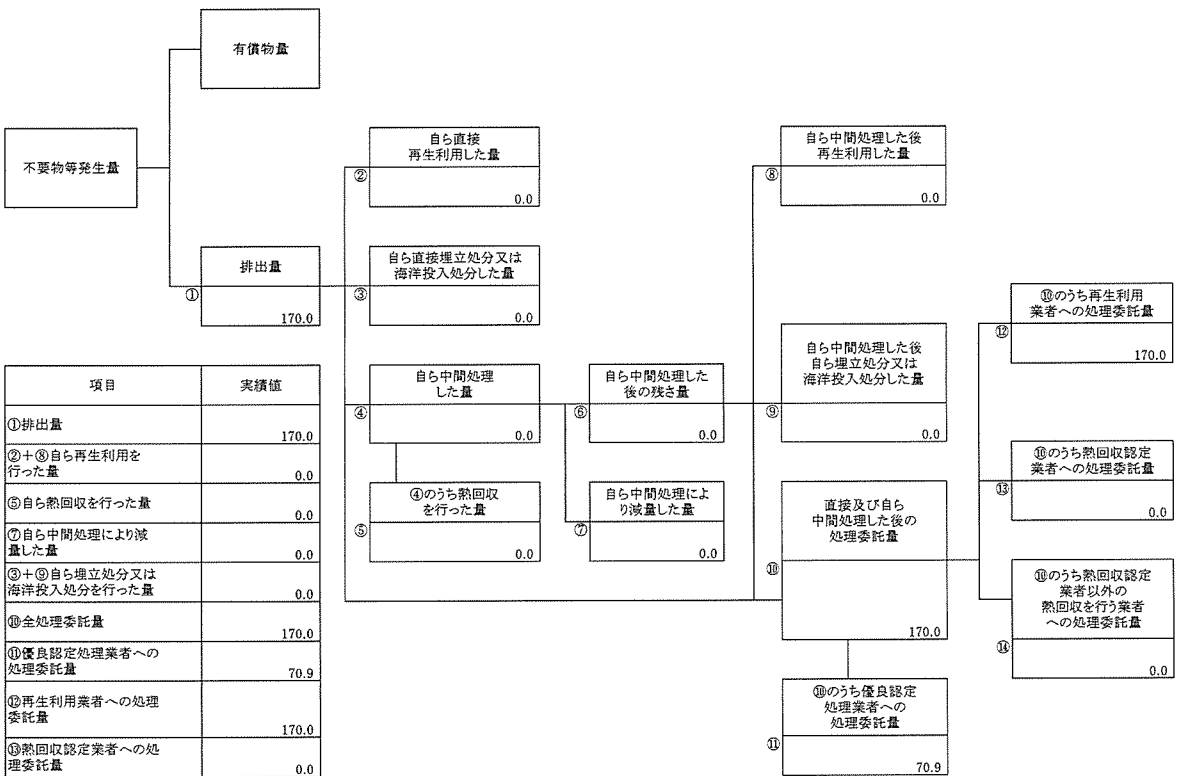 有償物量
不要物等発生量
排出量
①
170.0
自ら直接
再生利用した量
②
0.0
自ら直接埋立処分又は
海洋投入処分した量
③
0.0
自ら中間処理
した量
④
0.0
④のうち熱回収
を行った量
⑤
0.0
自ら中間処理した
後の残さ量
⑥
0.0
自ら中間処理によ
り減量した量
⑦
0.0
自ら中間処理した後
再生利用した量
⑧
0.0
自ら中間処理した後
自ら埋立処分又は
海洋投入処分した量
⑨
0.0
直接及び自ら
中間処理した後の
処理委託量
⑩
170.0
⑩のうち優良認定
処理業者への
処理委託量
⑪
70.9
⑩のうち再生利用
業者への処理委託量
⑫
170.0
⑩のうち熱回収認定
業者への処理委託量
⑬
0.0
⑩のうち熱回収認定
業者以外の
熱回収を行う業者
への処理委託量
⑭
0.0
項目 実績値
①排出量
170.0
②+⑧自ら再生利用を
行った量
0.0
⑤自ら熱回収を行った量
0.0
⑦自ら中間処理により減
量した量
0.0
③+⑨自ら埋立処分又は
海洋投入処分を行った量
0.0
⑩全処理委託量
170.0
⑪優良認定処理業者への
処理委託量
70.9
⑫再生利用業者への処理
委託量
170.0
⑬熱回収認定業者への処
理委託量
0.0